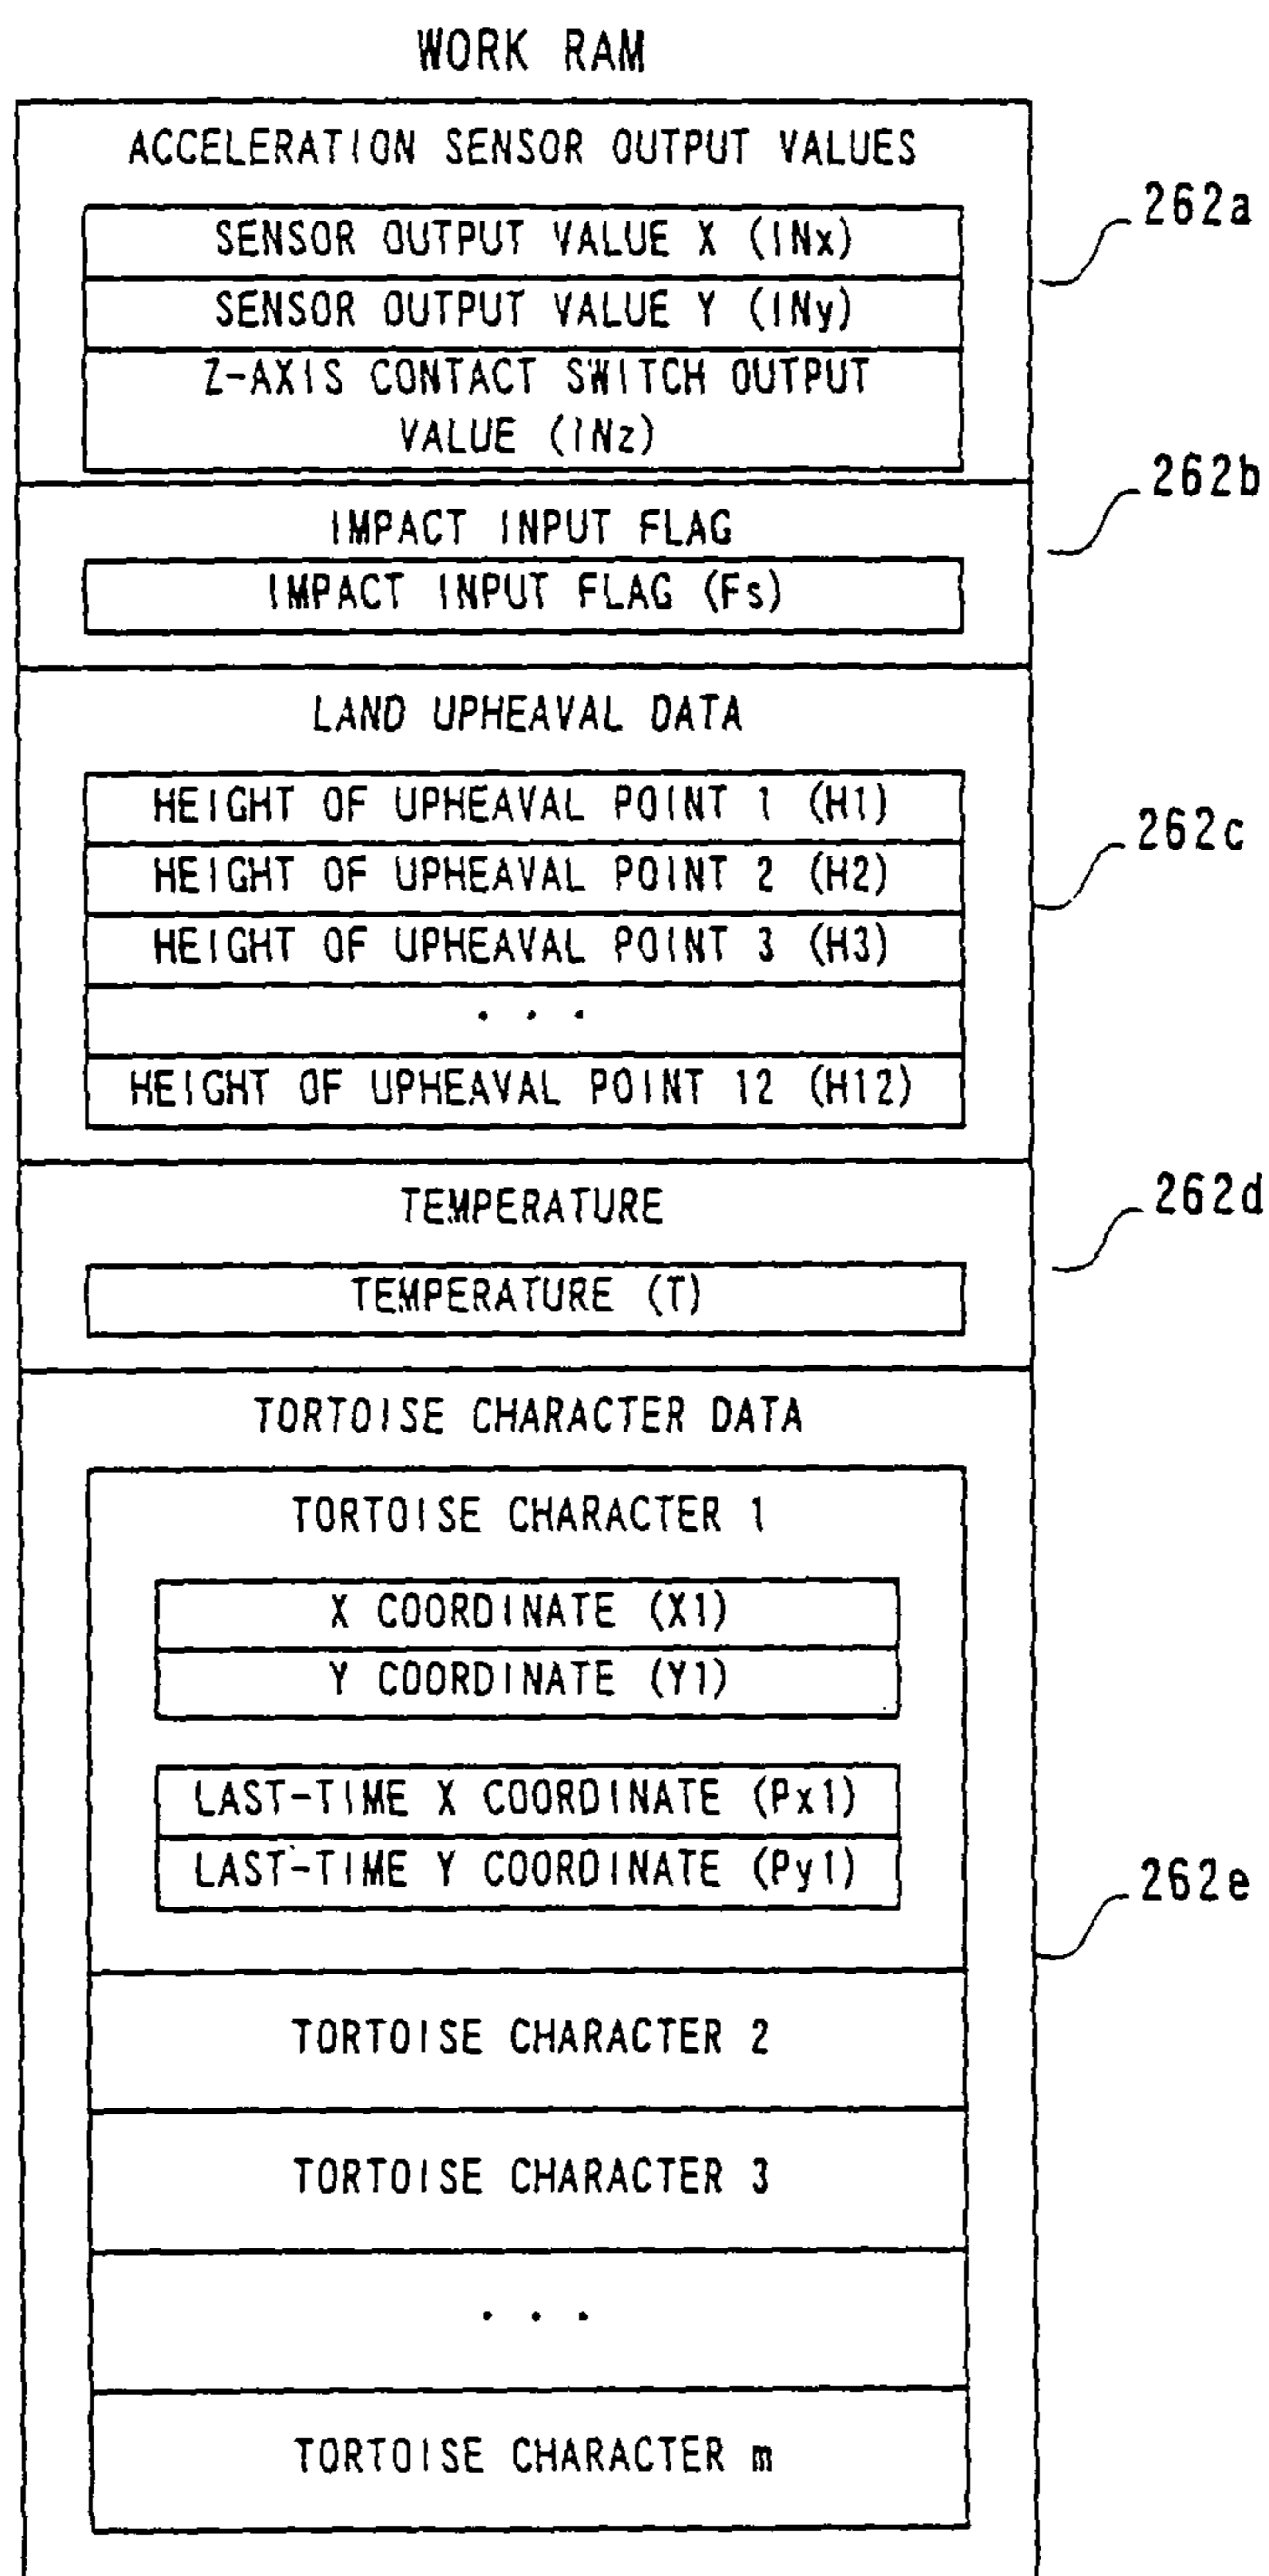 WORK RAM
ACCELERATION SENSOR OUTPUT VALUES
262a
SENSOR OUTPUT VALUE X (INx)
SENSOR OUTPUT VALUE Y (INy)
Z-AXIS CONTACT SWITCH OUTPUT
VALUE (INz)
262b
IMPACT INPUT FLAG
IMPACT INPUT FLAG (Fs)
LAND UPHEAVAL DATA
HEIGHT OF UPHEAVAL POINT 1 (H1)
262c
HEIGHT OF UPHEAVAL POINT 2 (H2)
HEIGHT OF UPHEAVAL POINT 3 (H3)
. . .
HEIGHT OF UPHEAVAL POINT 12 (H12)
262d
TEMPERATURE
TEMPERATURE (T)
TORTOISE CHARACTER DATA
TORTOISE CHARACTER 1
X COORDINATE (X1)
Y COORDINATE (Y1)
LAST-TIME X COORDINATE (Px1)
LAST-TIME Y COORDINATE (Py1)
262e
TORTOISE CHARACTER 2
TORTOISE CHARACTER 3
. . .
TORTOISE CHARACTER m